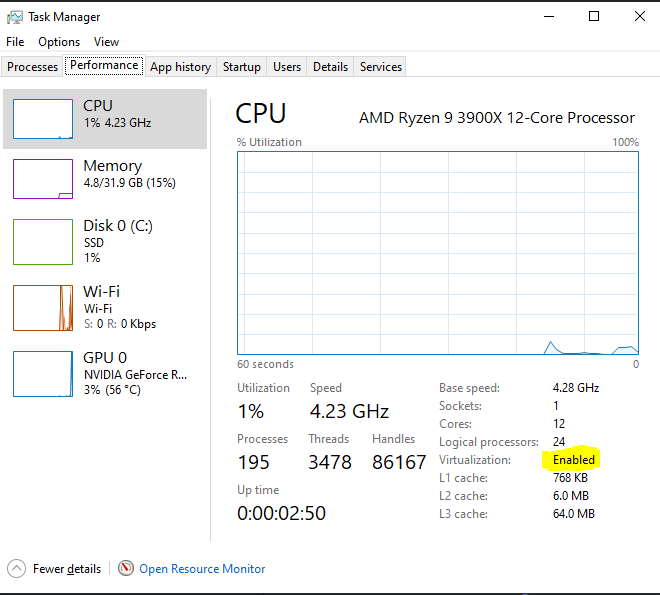 Task Manager
File Options View
Processes Performance App history Startup Users Details Services
CPU
1% 4.23 GHz
Memory
4.8/31.9 GB (15%)
Disk 0 (C:)
SSD
1%
Wi-Fi
Wi-Fi
S: 0 R: 0 Kbps
GPU 0
NVIDIA GeForce R...
3% (56 °C)
CPU
AMD Ryzen 9 3900X 12-Core Processor
% Utilization 100%
60 seconds 0
Utilization Speed
1% 4.23 GHz
Processes Threads Handles
195 3478 86167
Up time
0:00:02:50
Base speed: 4.28 GHz
Sockets: 1
Cores: 12
Logical processors: 24
Virtualization: Enabled
L1 cache: 768 KB
L2 cache: 6.0 MB
L3 cache: 64.0 MB
Fewer details Open Resource Monitor